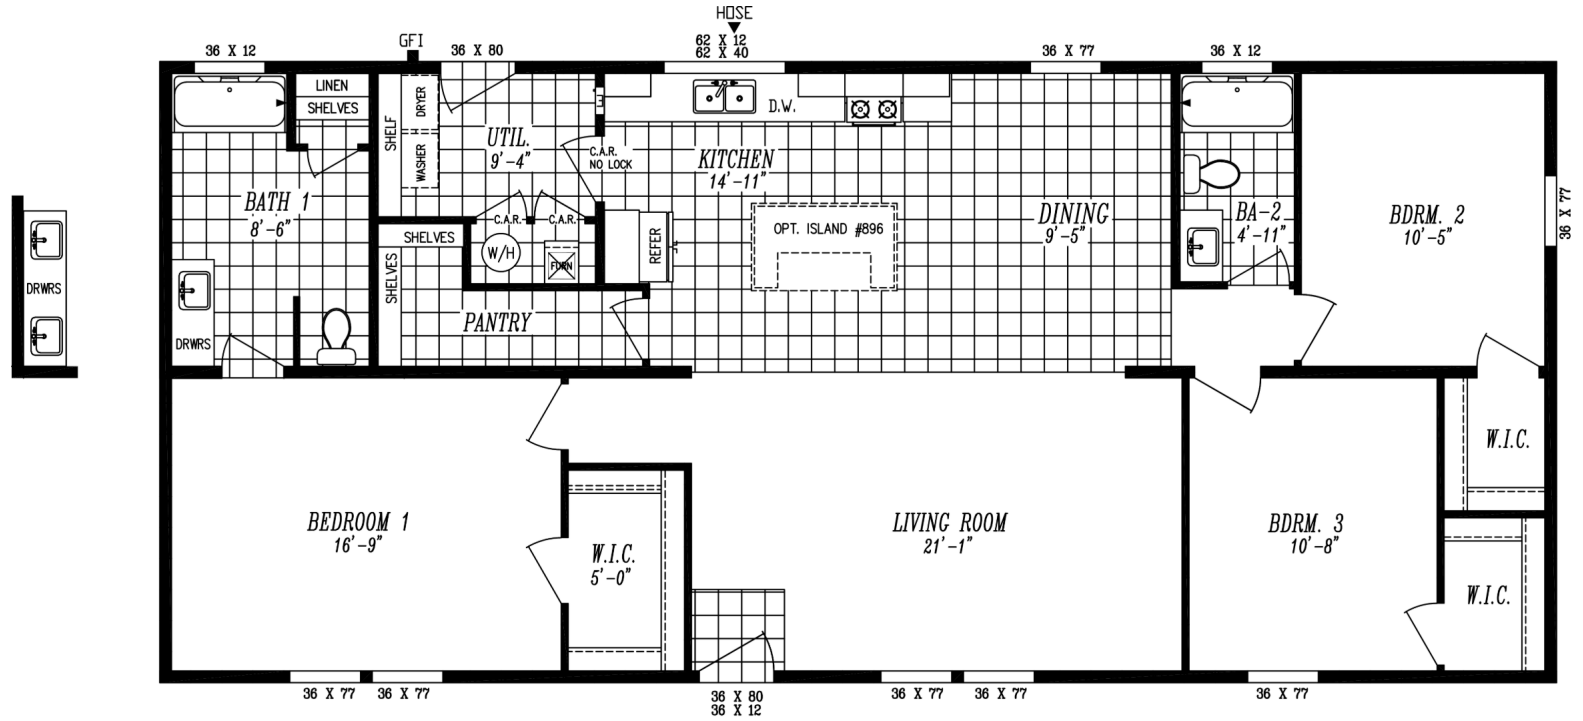 HOSE
GFI
36 X 12
36 X 80
62 X 12
62 X 40
36 X 77
36 X 12
LINEN
SHELVES
SHELF
DRYER
WASHER
UTIL.
9'-4"
D.W.
C.A.R.
NO LOCK
KITCHEN
14'-11"
BATH 1
8'-6"
C.A.R.
C.A.R.
SHELVES
SHELVES
W/H
FURN
REFER
OPT. ISLAND #896
DINING
9'-5"
BA-2
4'-11"
BDRM. 2
10'-5"
36 X 77
DRWRS
DRWRS
PANTRY
W.I.C.
BEDROOM 1
16'-9"
W.I.C.
5'-0"
LIVING ROOM
21'-1"
BDRM. 3
10'-8"
W.I.C.
36 X 77
36 X 77
36 X 80
36 X 12
36 X 77
36 X 77
36 X 77